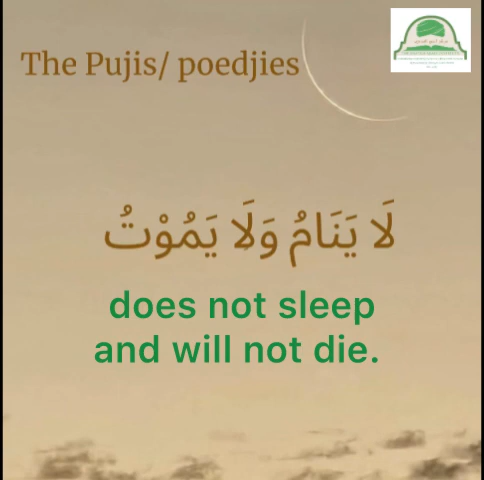 The Pujis/ poedjies
لَا يَنَامُ وَلَا يَمُوْتُ
does not sleep
and will not die.